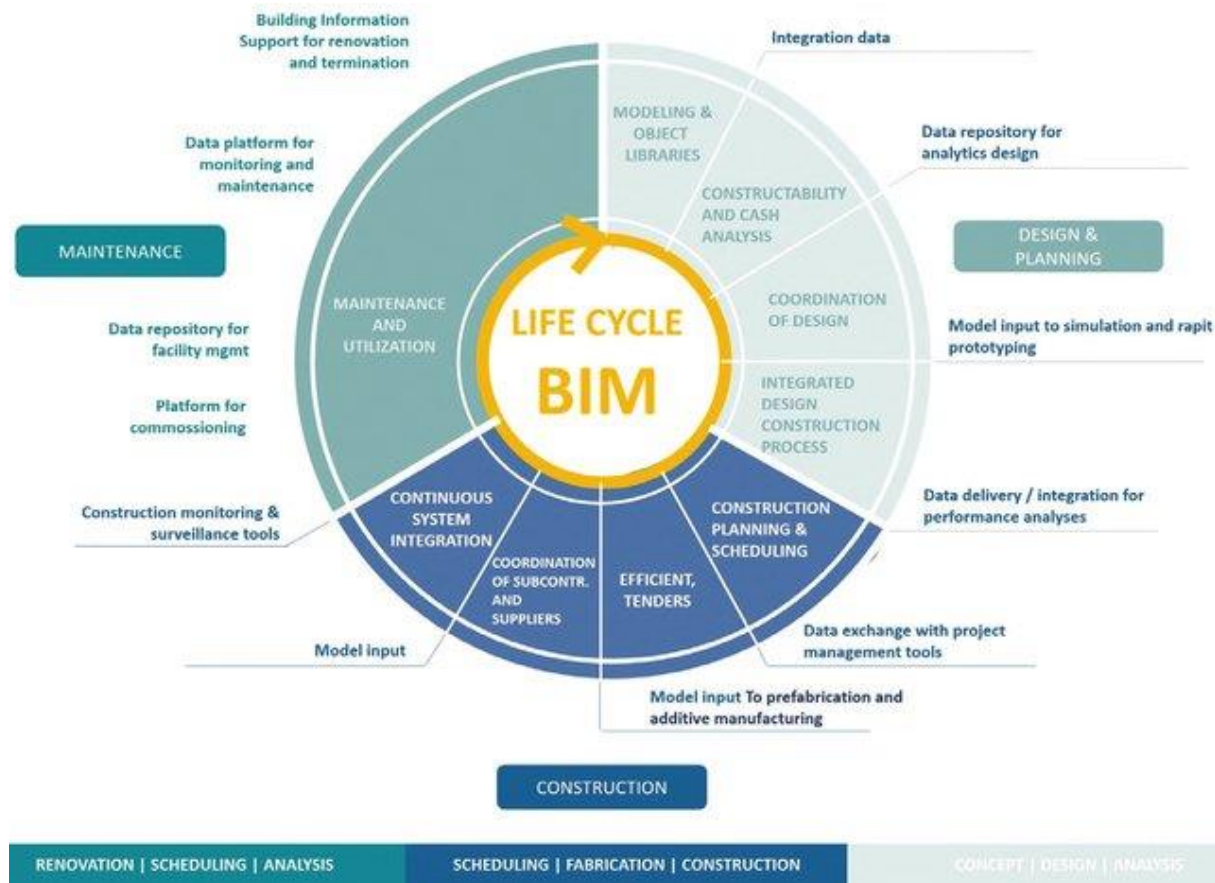 Building Information
Support for renovation
and termination
Integration data
MODELING &
OBJECT
LIBRARIES
Data platform for
monitoring and
maintenance
Data repository for
analytics design
CONSTRUCTABILITY
AND CASH
ANALYSIS
MAINTENANCE
DESIGN &
PLANNING
MAINTENANCE
AND
UTILIZATION
LIFE CYCLE
BIM
COORDINATION
OF DESIGN
Data repository for
facility mgmt
Model input to simulation and rapit
prototyping
Platform for
commossioning
INTEGRATED
DESIGN
CONSTRUCTION
PROCESS
Construction monitoring &
surveillance tools
CONTINUOUS
SYSTEM
INTEGRATION
COORDINATION
OF SUBCONTR.
AND
SUPPLIERS
EFFICIENT,
TENDERS
CONSTRUCTION
PLANNING &
SCHEDULING
Data delivery / integration for
performance analyses
Model input
Data exchange with project
management tools
Model input To prefabrication and
additive manufacturing
CONSTRUCTION
RENOVATION | SCHEDULING | ANALYSIS
SCHEDULING | FABRICATION | CONSTRUCTION
CONCEPT | DESIGN | ANALYSIS